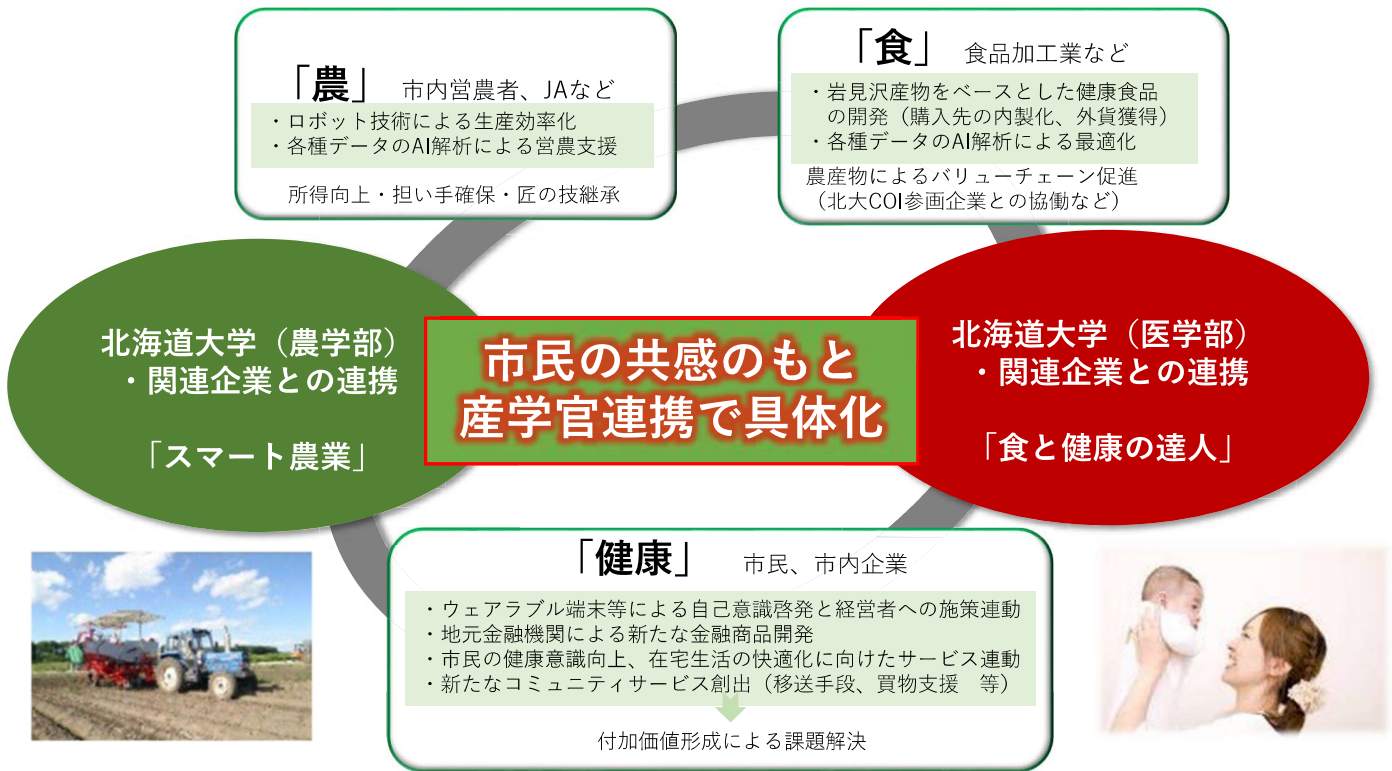 「農」 市内営農者、JAなど
・ロボット技術による生産効率化
・各種データのAI解析による営農支援
所得向上・担い手確保・匠の技継承
「食」 食品加工業など
・岩見沢産物をベースとした健康食品
の開発（購入先の内製化、外貨獲得）
・各種データのAI解析による最適化
農産物によるバリューチェーン促進
（北大COI参画企業との協働など）
北海道大学（農学部）
・関連企業との連携
「スマート農業」
市民の共感のもと
産学官連携で具体化
北海道大学（医学部）
・関連企業との連携
「食と健康の達人」
「健康」 市民、市内企業
・ウェアラブル端末等による自己意識啓発と経営者への施策連動
・地元金融機関による新たな金融商品開発
・市民の健康意識向上、在宅生活の快適化に向けたサービス連動
・新たなコミュニティサービス創出（移送手段、買物支援　等）
付加価値形成による課題解決